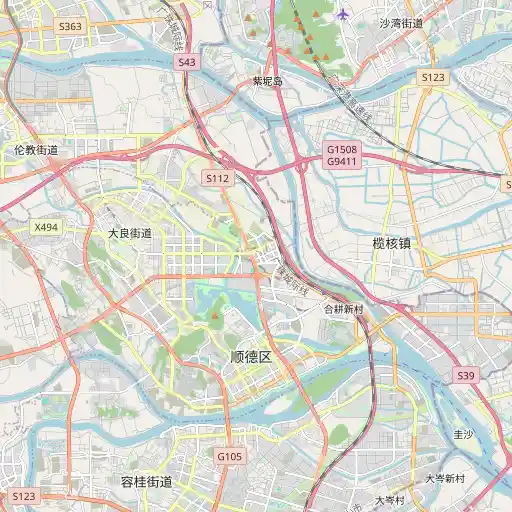 S363
沙湾街道
S43
紫坭岛
S123
伦教街道
G1508
G9411
S112
X494
大良街道
榄核镇
合耕新村
顺德区
S39
圭沙
G105
容桂街道
大岑新村
S123
大岑村